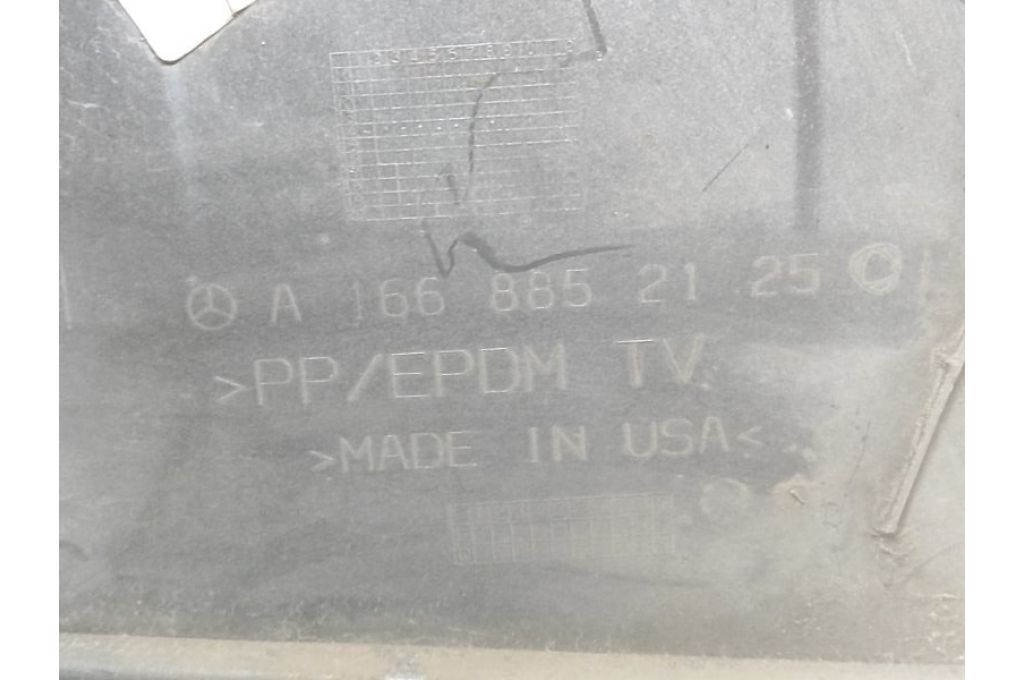 A 166 885 21 25
>PP/EPDM TV
>MADE IN USA<